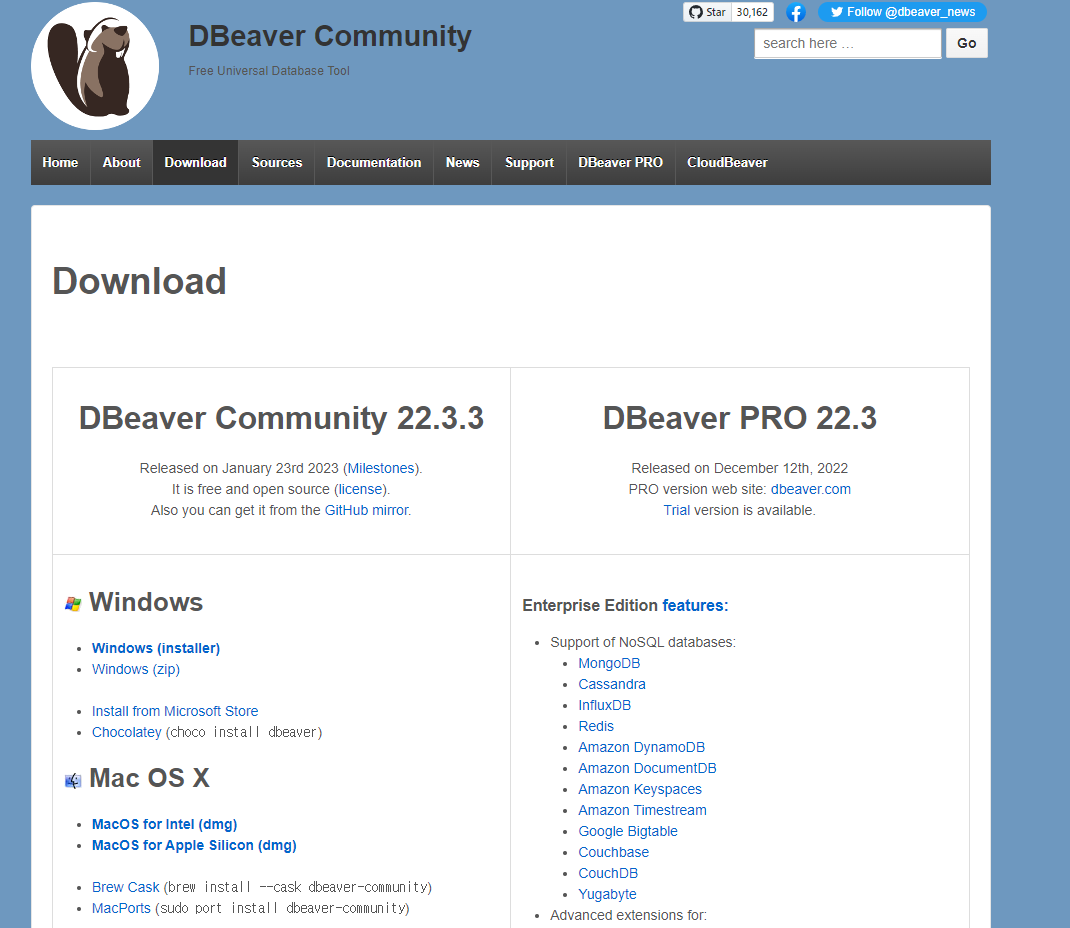 DBeaver Community
Free Universal Database Tool
Star 30,162
Follow @dbeaver_news
search here …
Go
Home About Download Sources Documentation News Support DBeaver PRO CloudBeaver
Download
DBeaver Community 22.3.3
Released on January 23rd 2023 (Milestones).
It is free and open source (license).
Also you can get it from the GitHub mirror.
DBeaver PRO 22.3
Released on December 12th, 2022
PRO version web site: dbeaver.com
Trial version is available.
Windows
Windows (installer)
Windows (zip)
Install from Microsoft Store
Chocolatey (choco install dbeaver)
Mac OS X
MacOS for Intel (dmg)
MacOS for Apple Silicon (dmg)
Brew Cask (brew install --cask dbeaver-community)
MacPorts (sudo port install dbeaver-community)
Enterprise Edition features:
Support of NoSQL databases:
MongoDB
Cassandra
InfluxDB
Redis
Amazon DynamoDB
Amazon DocumentDB
Amazon Keyspaces
Amazon Timestream
Google Bigtable
Couchbase
CouchDB
Yugabyte
Advanced extensions for: